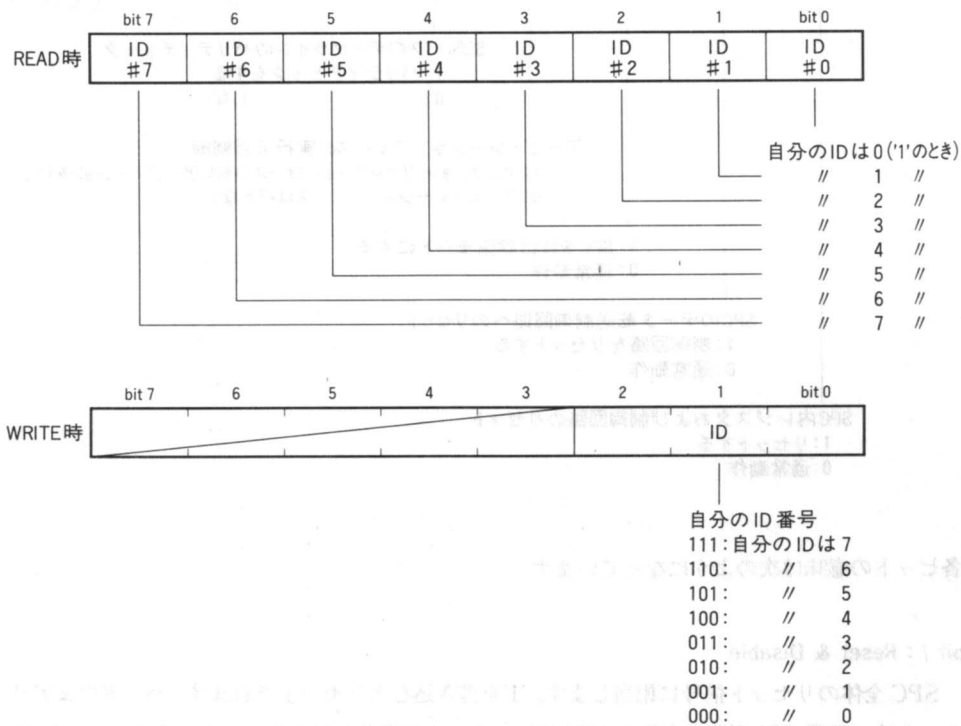 bit 7 6 5 4 3 2 1 bit 0
READ時 ID #7 ID #6 ID #5 ID #4 ID #3 ID #2 ID #1 ID #0
自分のIDは0('1'のとき)
〃 1 〃
〃 2 〃
〃 3 〃
〃 4 〃
〃 5 〃
〃 6 〃
〃 7 〃
bit 7 6 5 4 3 2 1 bit 0
WRITE時 ID
自分のID番号
111:自分のIDは7
110: 〃 6
101: 〃 5
100: 〃 4
011: 〃 3
010: 〃 2
001: 〃 1
000: 〃 0